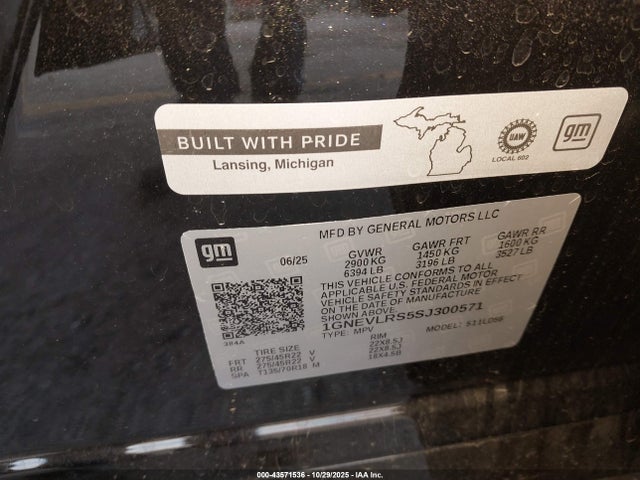 BUILT WITH PRIDE
Lansing, Michigan
UAW
LOCAL 602
gm
MFD BY GENERAL MOTORS LLC
gm
06/25
GVWR GAWR FRT GAWR RR
2900 KG 1450 KG 1600 KG
6394 LB 3196 LB 3527 LB
THIS VEHICLE CONFORMS TO ALL
APPLICABLE U.S. FEDERAL MOTOR
VEHICLE SAFETY STANDARDS IN EFFECT
ON THE DATE OF MANUFACTURE
SHOWN ABOVE
1GNEVLRS5SJ300571
TYPE: MPV MODEL:
384A
TIRE SIZE RIM
FRT 275/45R22 V 22X8.5J
RR 275/45R22 V 22X8.5J
SPA T135/70R18 M 18X4.5B
000-43571536 - 10/29/2025 - IAA Inc.